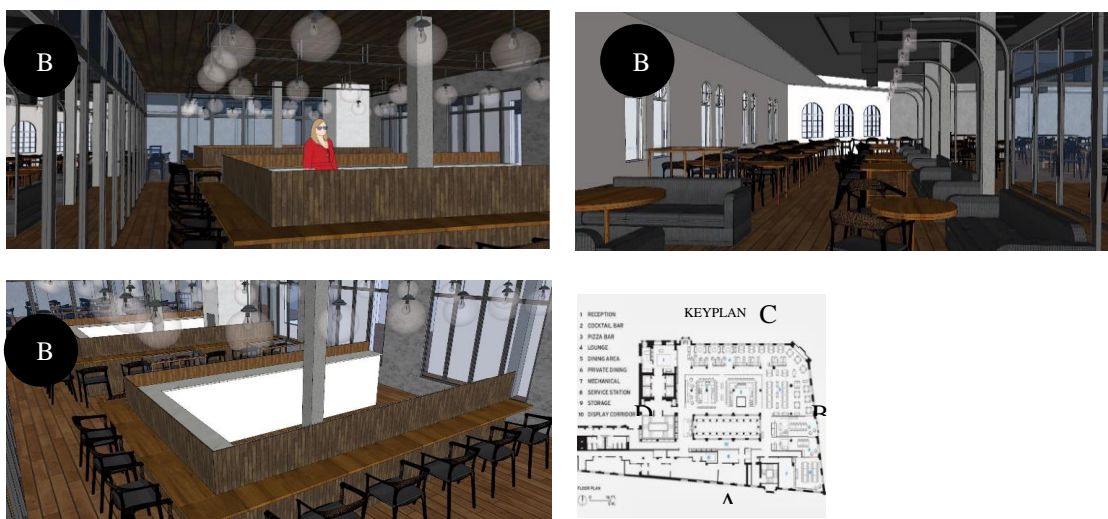 B
B
B
KEYPLAN C
1 RECEPTION
2 COCKTAIL BAR
3 PIZZA BAR
4 LOUNGE
5 DINING AREA
6 PRIVATE DINING
7 MECHANICAL
8 SERVICE STATION
9 STORAGE
10 DISPLAY CORRIDOR
D
B
FLOOR PLAN
A